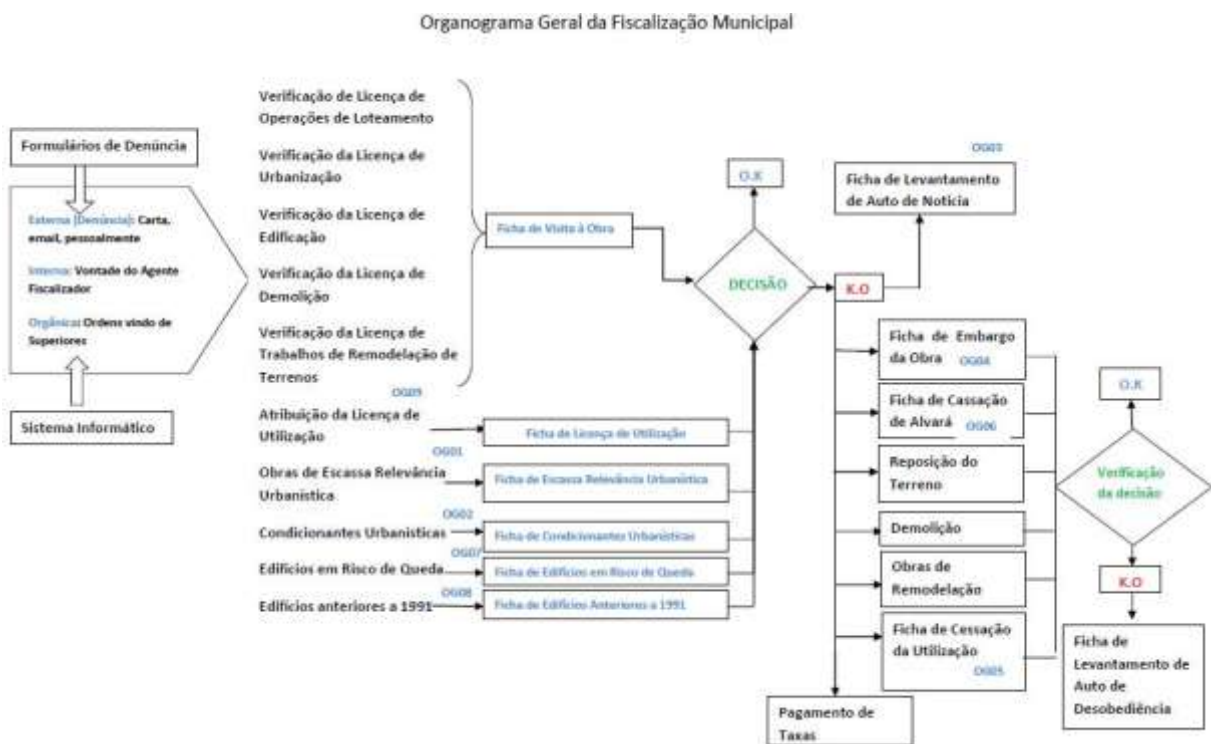 Organograma Geral da Fiscalização Municipal
Formulários de Denúncia
Externa (Denúncia): Carta,
email, pessoalmente
Interna: Vontade do Agente
Fiscalizador
Orgânica: Ordens vindo de
Superiores
Sistema Informático
Verificação de Licença de
Operações de Loteamento
Verificação da Licença de
Urbanização
Verificação da Licença de
Edificação
Verificação da Licença de
Demolição
Verificação da Licença de
Trabalhos de Remodelação de
Terrenos
OG09
Atribuição da Licença de
Utilização
OG01
Obras de Escassa Relevância
Urbanística
OG02
Condicionantes Urbanísticas
OG07
Edifícios em Risco de Queda
OG08
Edifícios anteriores a 1991
Ficha de Visita à Obra
Ficha de Licença de Utilização
Ficha de Escassa Relevância Urbanística
Ficha de Condicionantes Urbanísticas
Ficha de Edifícios em Risco de Queda
Ficha de Edifícios Anteriores a 1991
O.K
DECISÃO
K.O
OG03
Ficha de Levantamento
de Auto de Notícia
Ficha de Embargo
da Obra OG04
Ficha de Cassação
de Alvará OG06
Reposição do
Terreno
Demolição
Obras de
Remodelação
Ficha de Cessação
da Utilização
OG05
Pagamento de
Taxas
O.K
Verificação
da decisão
K.O
Ficha de
Levantamento de
Auto de
Desobediência